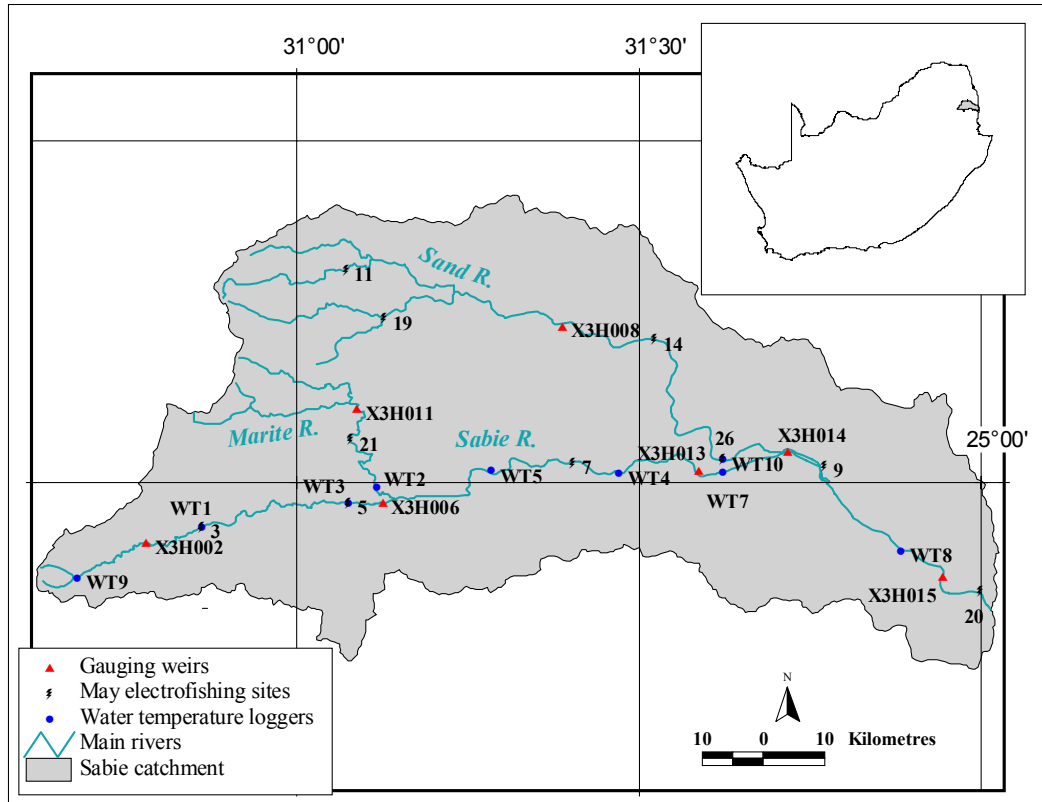 31°00'
31°30'
Sand R.
11
19
X3H008
14
X3H011
Marite R.
21
Sabie R.
26
X3H014
25°00'
X3H013
7
WT10
9
WT2
WT5
WT4
WT3
WT7
5
X3H006
WT1
3
X3H002
WT8
WT9
X3H015
20
Gauging weirs
May electrofishing sites
Water temperature loggers
Main rivers
Sabie catchment
N
10 0 10 Kilometres